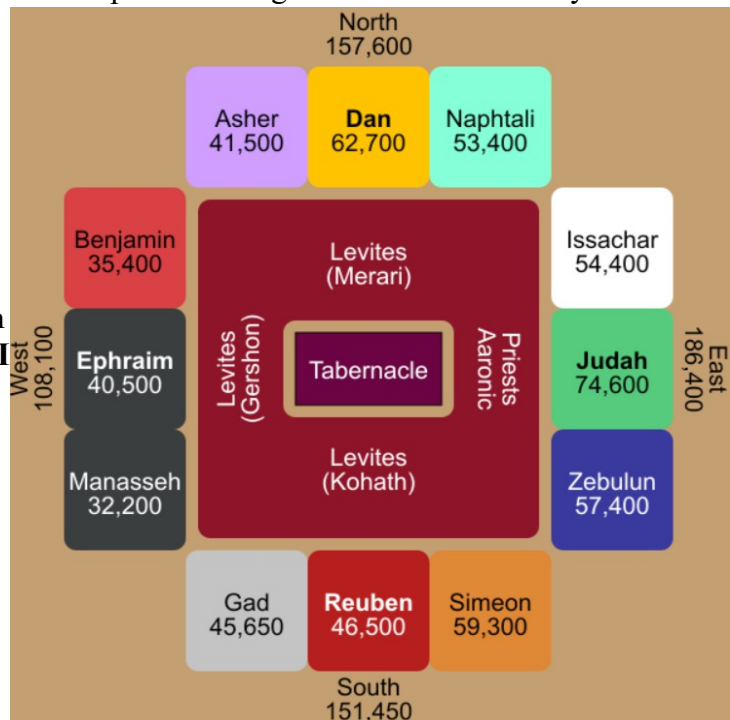 North
157,600
Asher
41,500
Dan
62,700
Naphtali
53,400
Benjamin
35,400
Levites
(Merari)
Issachar
54,400
West
108,100
Ephraim
40,500
Levites
(Gershon)
Tabernacle
Priests
Aaronic
Judah
74,600
East
186,400
Manasseh
32,200
Levites
(Kohath)
Zebulun
57,400
Gad
45,650
Reuben
46,500
Simeon
59,300
South
151,450